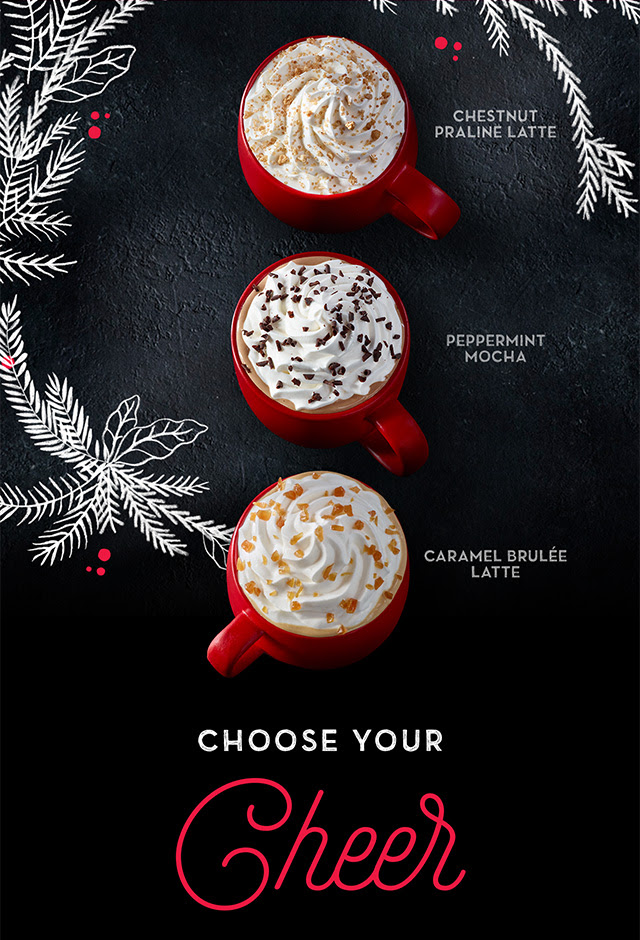 CHESTNUT
PRALINE LATTE
PEPPERMINT
MOCHA
CARAMEL BRULÉE
LATTE
CHOOSE YOUR
Cheer